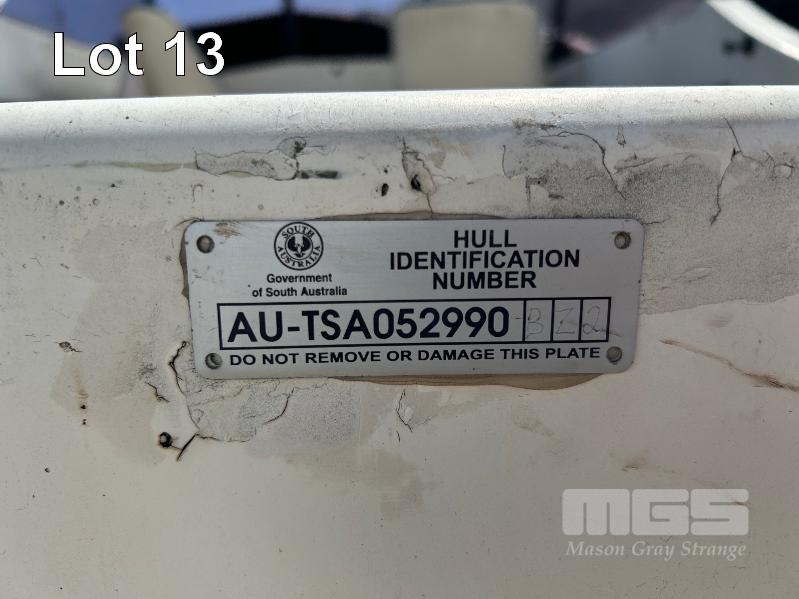 Lot 13
SOUTH AUSTRALIA
Government
of South Australia
HULL
IDENTIFICATION
NUMBER
AU-TSA052990 B Z 2
DO NOT REMOVE OR DAMAGE THIS PLATE
MGS
Mason Gray Strange